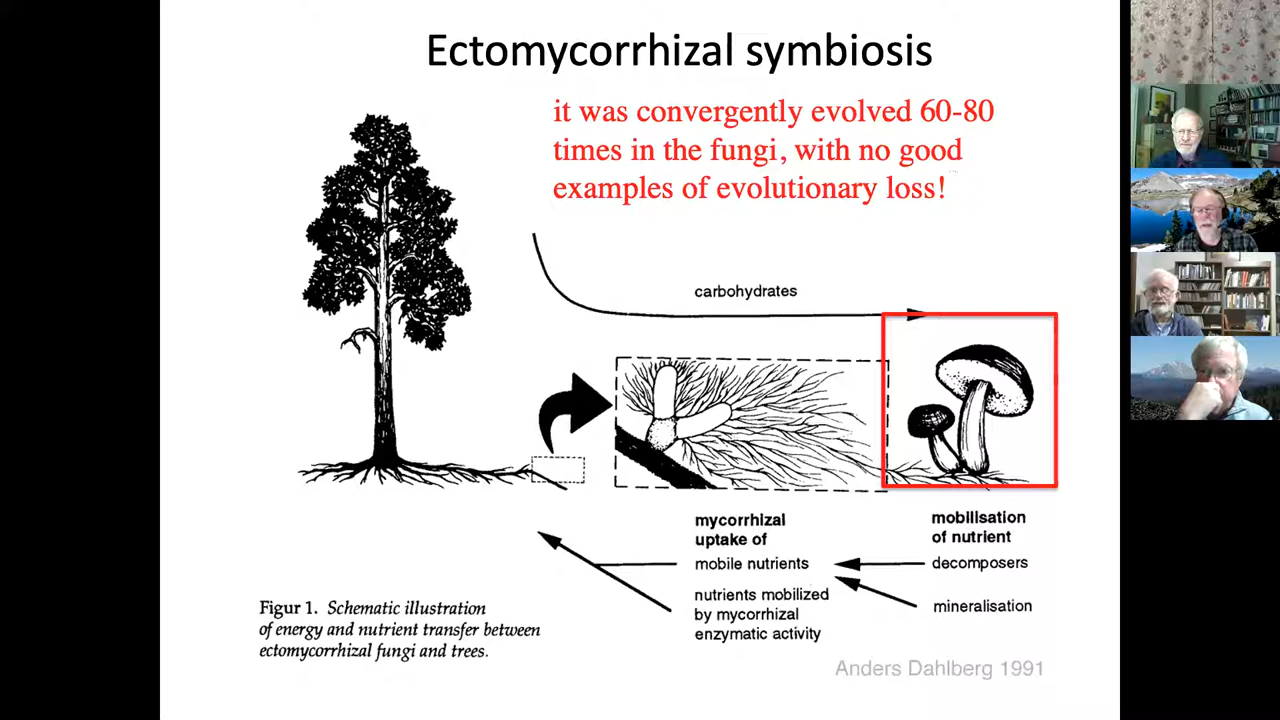 Ectomycorrhizal symbiosis
it was convergently evolved 60-80
times in the fungi, with no good
examples of evolutionary loss!
carbohydrates
mycorrhizal
uptake of
mobile nutrients
nutrients mobilized
by mycorrhizal
enzymatic activity
mobilisation
of nutrient
decomposers
mineralisation
Figur 1. Schematic illustration
of energy and nutrient transfer between
ectomycorrhizal fungi and trees.
Anders Dahlberg 1991